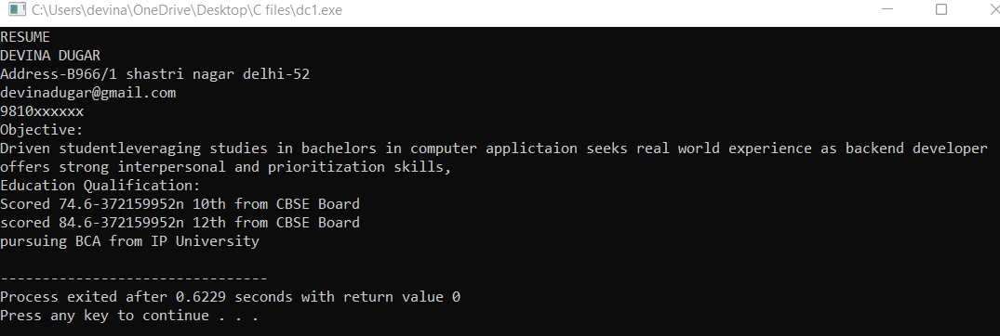 C:\Users\devina\OneDrive\Desktop\C files\dc1.exe
RESUME
DEVINA DUGAR
Address-B966/1 shastri nagar delhi-52
devinadugar@gmail.com
9810xxxxxx
Objective:
Driven studentleveraging studies in bachelors in computer applictaion seeks real world experience as backend developer
offers strong interpersonal and prioritization skills,
Education Qualification:
Scored 74.6-372159952n 10th from CBSE Board
scored 84.6-372159952n 12th from CBSE Board
pursuing BCA from IP University
--------------------------------
Process exited after 0.6229 seconds with return value 0
Press any key to continue . . .